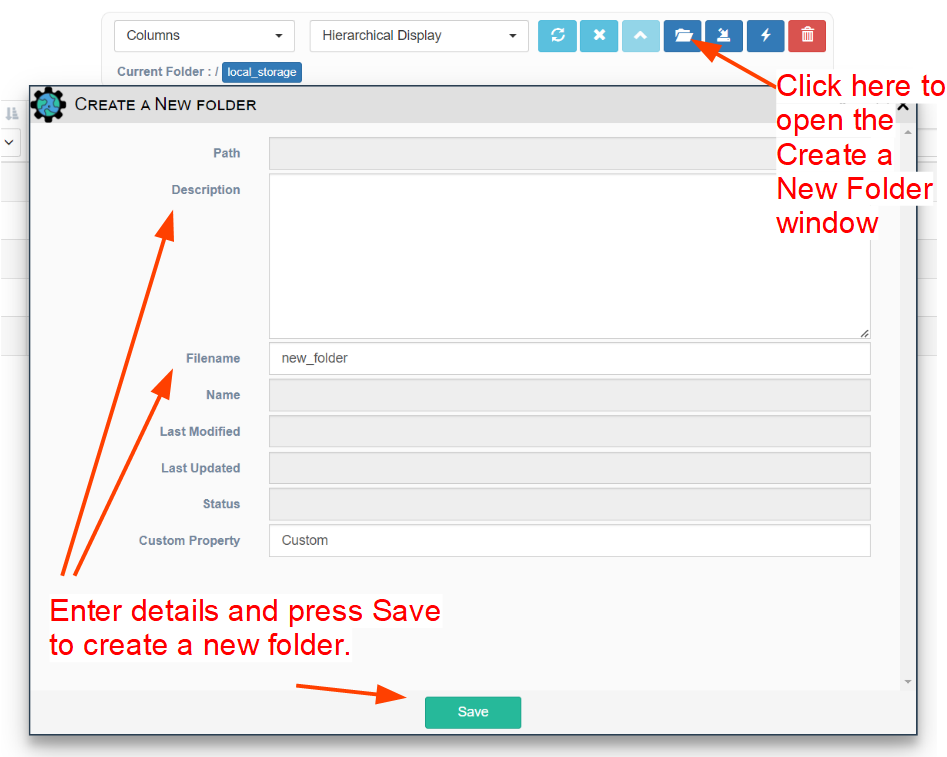 Columns
Hierarchical Display
Current Folder : / local_storage
CREATE A NEW FOLDER
Click here to
open the
Create a
New Folder
window
Path
Description
Filename
new_folder
Name
Last Modified
Last Updated
Status
Custom Property
Custom
Enter details and press Save
to create a new folder.
Save